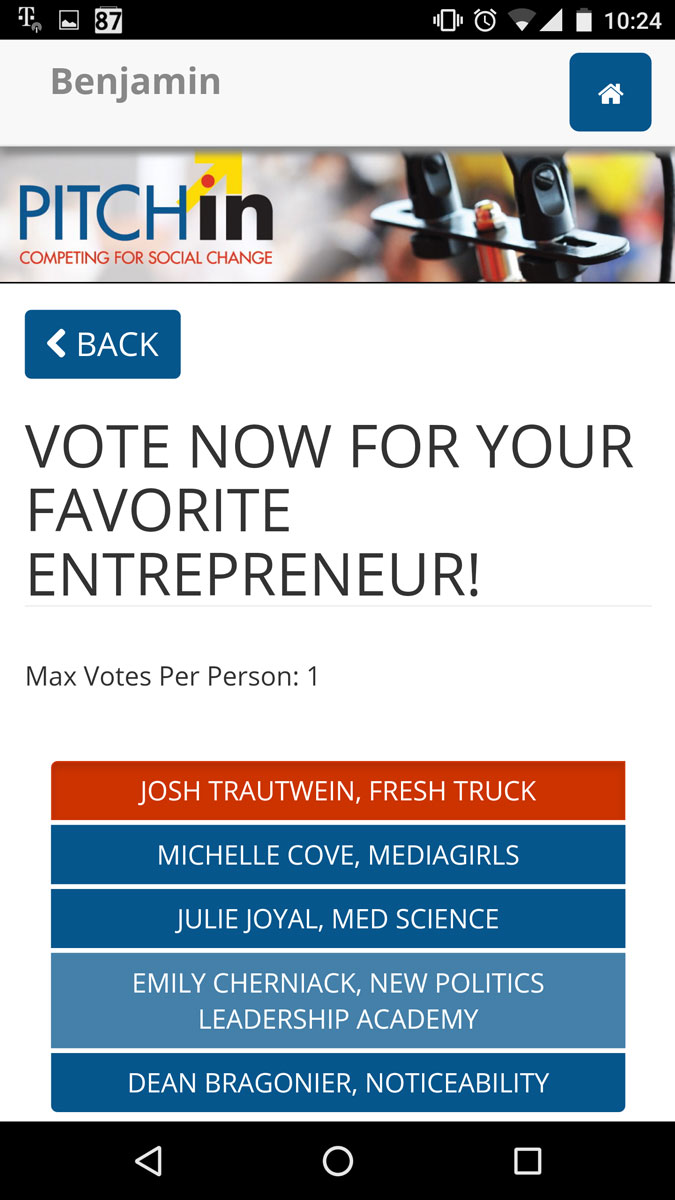 87
10:24
Benjamin
PITCHin
COMPETING FOR SOCIAL CHANGE
BACK
VOTE NOW FOR YOUR
FAVORITE
ENTREPRENEUR!
Max Votes Per Person: 1
JOSH TRAUTWEIN, FRESH TRUCK
MICHELLE COVE, MEDIAGIRLS
JULIE JOYAL, MED SCIENCE
EMILY CHERNIACK, NEW POLITICS
LEADERSHIP ACADEMY
DEAN BRAGONIER, NOTICEABILITY